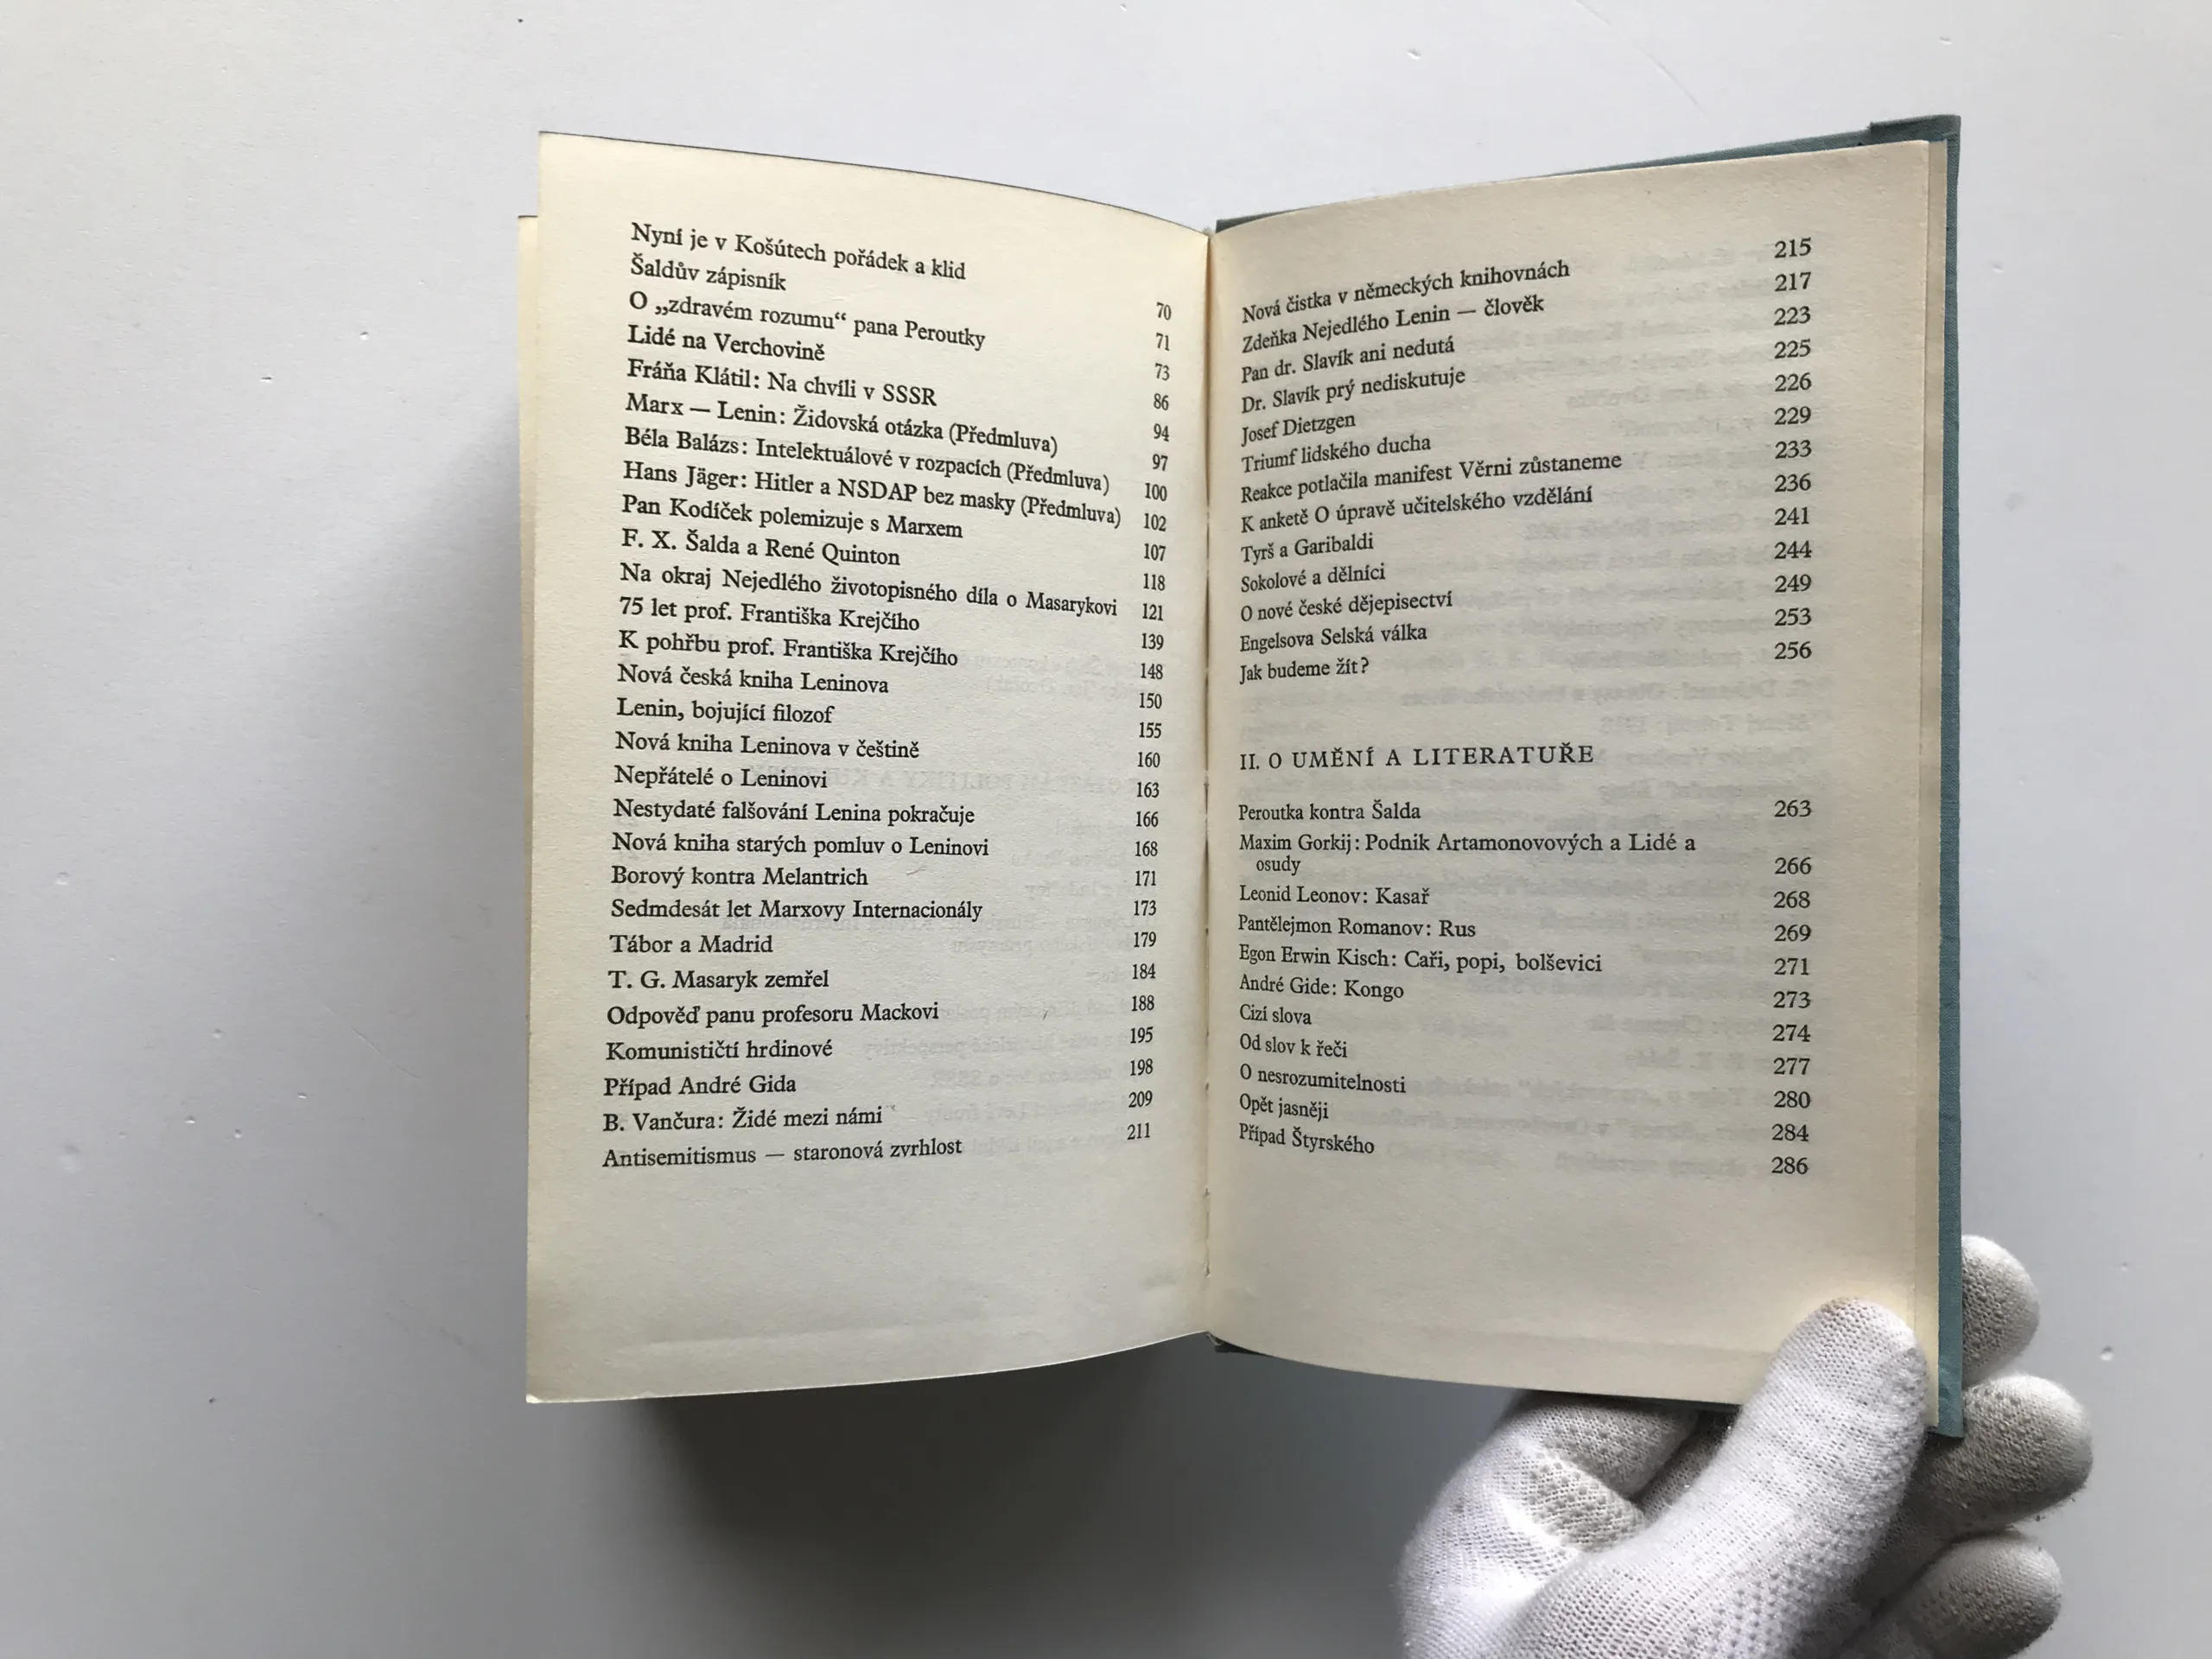 Nyní je v Košútech pořádek a klid 70
Šaldův zápisník 71
O „zdravém rozumu“ pana Peroutky 73
Lidé na Verchovině 86
Fráňa Klátil: Na chvíli v SSSR 94
Marx — Lenin: Židovská otázka (Předmluva) 97
Béla Balázs: Intelektuálové v rozpacích (Předmluva) 100
Hans Jäger: Hitler a NSDAP bez masky (Předmluva) 102
Pan Kodíček polemizuje s Marxem 107
F. X. Šalda a René Quinton 118
Na okraj Nejedlého životopisného díla o Masarykovi 121
75 let prof. Františka Krejčího 139
K pohřbu prof. Františka Krejčího 148
Nová česká kniha Leninova 150
Lenin, bojující filozof 155
Nová kniha Leninova v češtině 160
Nepřátelé o Leninovi 163
Nestydaté falšování Lenina pokračuje 166
Nová kniha starých pomluv o Leninovi 168
Borový kontra Melantrich 171
Sedmdesát let Marxovy Internacionály 173
Tábor a Madrid 179
T. G. Masaryk zemřel 184
Odpověď panu profesoru Mackovi 188
Komunističtí hrdinové 195
Případ André Gida 198
B. Vančura: Židé mezi námi 209
Antisemitismus — staronová zvrhlost 211
Nová čistka v německých knihovnách 215
Zdeňka Nejedlého Lenin — člověk 217
Pan dr. Slavík ani nedutá 223
Dr. Slavík prý nediskutuje 225
Josef Dietzgen 226
Triumf lidského ducha 229
Reakce potlačila manifest Věrni zůstaneme 233
K anketě O úpravě učitelského vzdělání 236
Tyrš a Garibaldi 241
Sokolové a dělníci 244
O nové české dějepisectví 249
Engelsova Selská válka 253
Jak budeme žít? 256
II. O UMĚNÍ A LITERATUŘE
Peroutka kontra Šalda 263
Maxim Gorkij: Podnik Artamonovových a Lidé a
osudy 266
Leonid Leonov: Kasař 268
Pantělejmon Romanov: Rus 269
Egon Erwin Kisch: Caři, popi, bolševici 271
André Gide: Kongo 273
Cizí slova 274
Od slov k řeči 277
O nesrozumitelnosti 280
Opět jasněji 284
Případ Štyrského 286